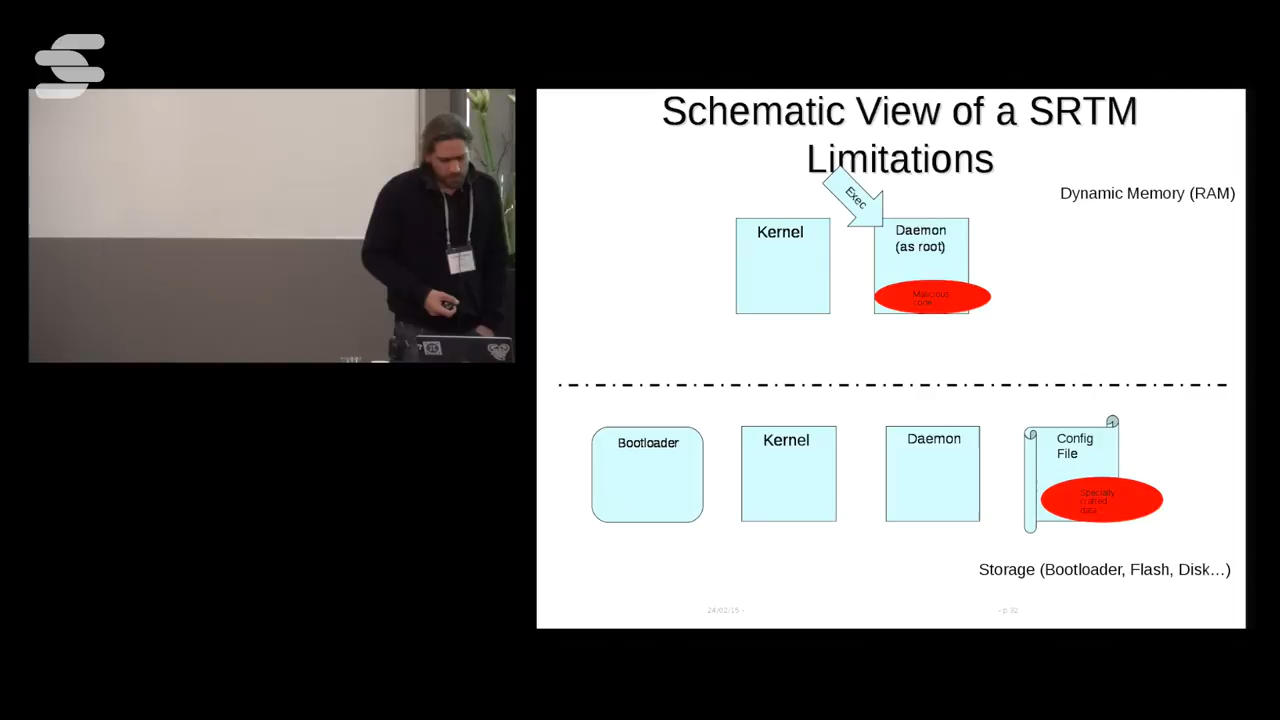 Schematic View of a SRTM
Limitations
Exec
Dynamic Memory (RAM)
Kernel
Daemon
(as root)
Malicious
code
Bootloader
Kernel
Daemon
Config
File
Specially
crafted
data
Storage (Bootloader, Flash, Disk...)
24/02/15 -
- p 32